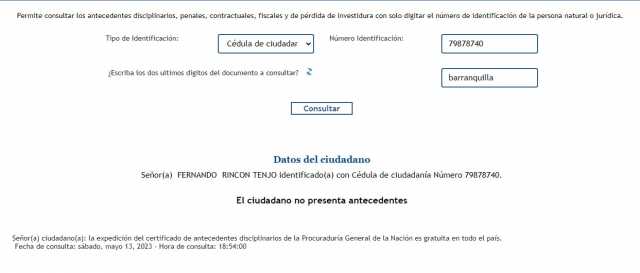 Permite consultar los antecedentes disciplinarios, penales, contractuales, fiscales y de pérdida de investidura con solo digitar el número de identificación de la persona natural o jurídica.
Tipo de Identificación: Cédula de ciudadar Número Identificación: 79878740
¿Escriba los dos ultimos digitos del documento a consultar? barranquilla
Consultar
Datos del ciudadano
Señor(a) FERNANDO RINCON TENJO identificado(a) con Cédula de ciudadanía Número 79878740.
El ciudadano no presenta antecedentes
Señor(a) ciudadano(a): la expedición del certificado de antecedentes disciplinarios de la Procuraduría General de la Nación es gratuita en todo el país.
Fecha de consulta: sábado, mayo 13, 2023 - Hora de consulta: 18:54:00